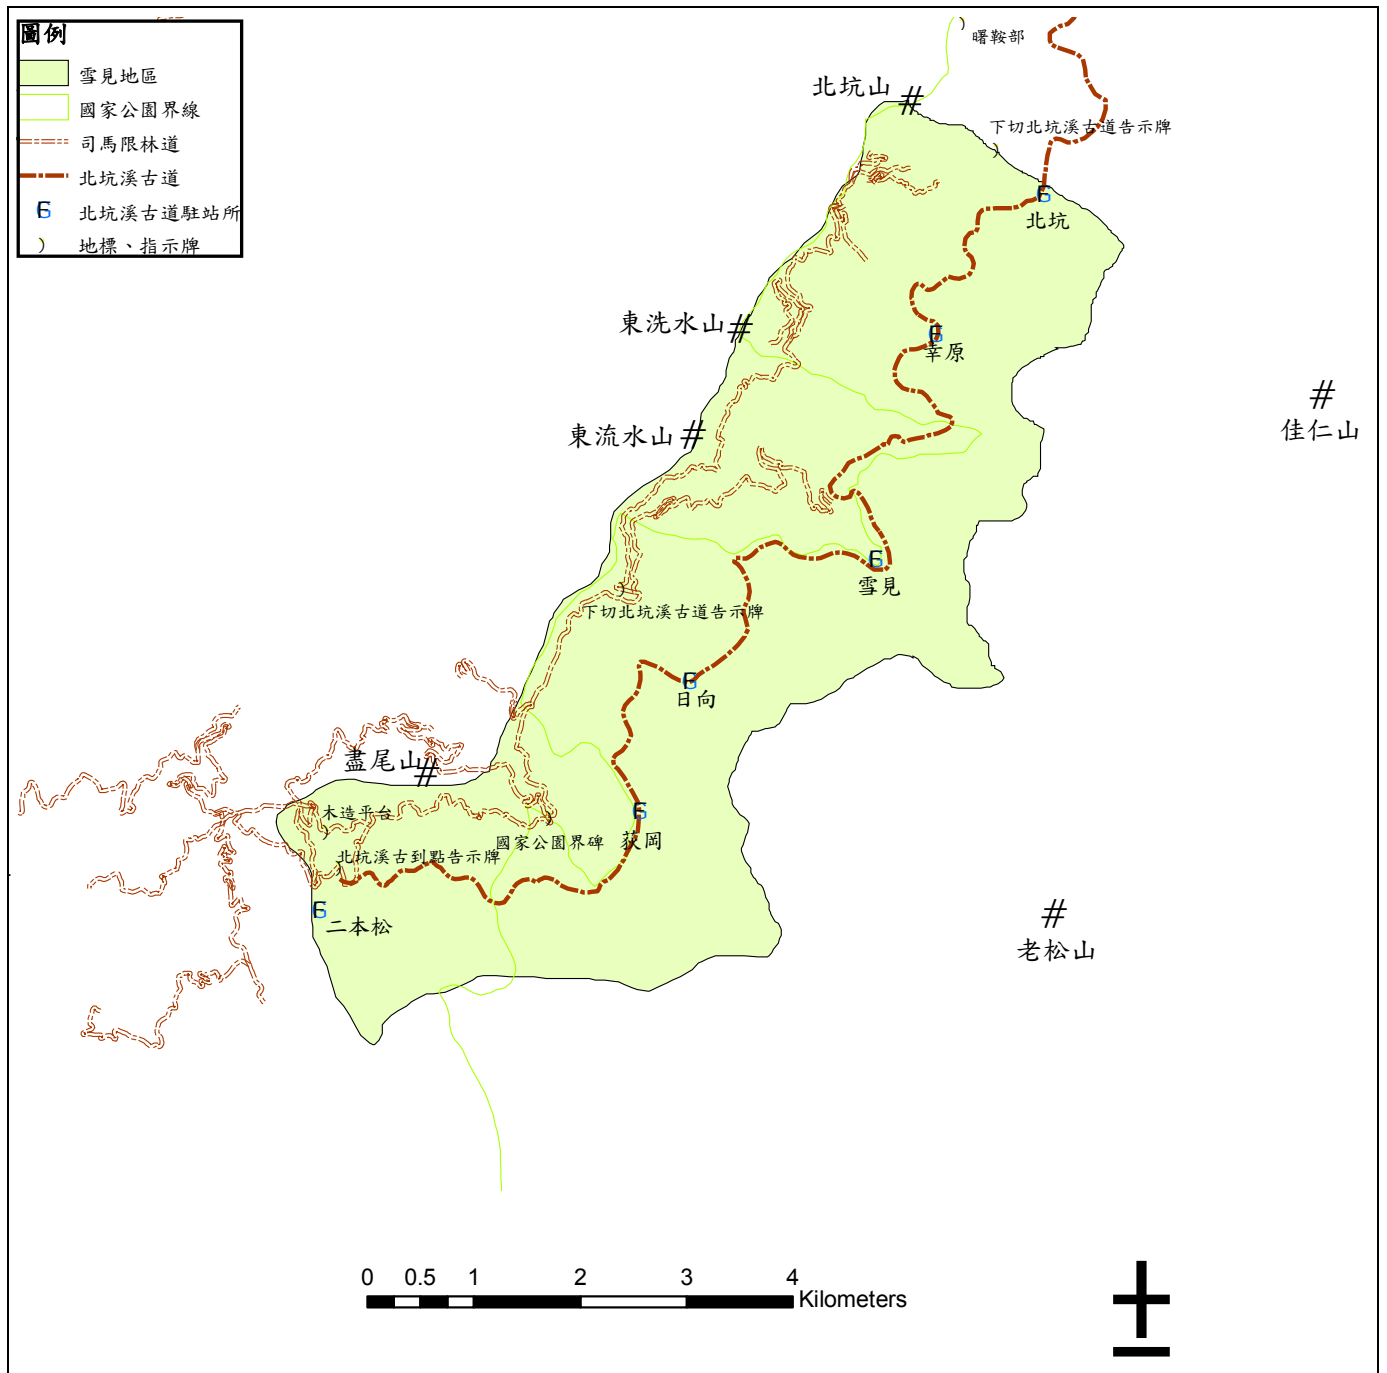 圖例
雪見地區
國家公園界線
司馬限林道
北坑溪古道
北坑溪古道駐站所
地標、指示牌
曙鞍部
北坑山
下切北坑溪古道告示牌
北坑
東洗水山
幸原
佳仁山
東流水山
雪見
下切北坑溪古道告示牌
日向
盡尾山
木造平台
國家公園界碑
荻岡
北坑溪古到點告示牌
二本松
老松山
0 0.5 1 2 3 4
Kilometers